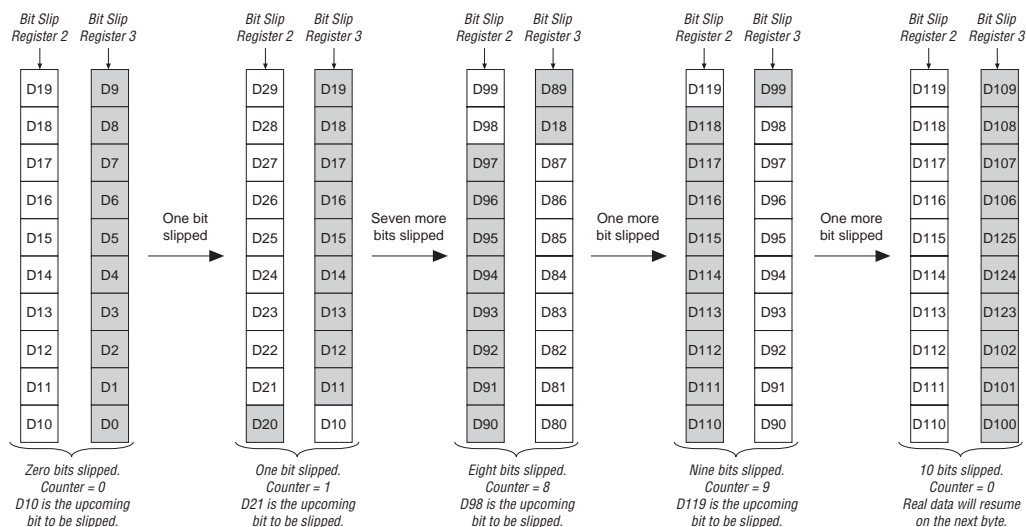 Bit Slip
Register 2
Bit Slip
Register 3
D19 D9
D18 D8
D17 D7
D16 D6
D15 D5
D14 D4
D13 D3
D12 D2
D11 D1
D10 D0
Zero bits slipped.
Counter = 0
D10 is the upcoming
bit to be slipped.
One bit
slipped
Bit Slip
Register 2
Bit Slip
Register 3
D29 D19
D28 D18
D27 D17
D26 D16
D25 D15
D24 D14
D23 D13
D22 D12
D21 D11
D20 D10
One bit slipped.
Counter = 1
D21 is the upcoming
bit to be slipped.
Seven more
bits slipped
Bit Slip
Register 2
Bit Slip
Register 3
D99 D89
D98 D18
D97 D87
D96 D86
D95 D85
D94 D84
D93 D83
D92 D82
D91 D81
D90 D80
Eight bits slipped.
Counter = 8
D98 is the upcoming
bit to be slipped.
One more
bit slipped
Bit Slip
Register 2
Bit Slip
Register 3
D119 D99
D118 D98
D117 D97
D116 D96
D115 D95
D114 D94
D113 D93
D112 D92
D111 D91
D110 D90
Nine bits slipped.
Counter = 9
D119 is the upcoming
bit to be slipped.
One more
bit slipped
Bit Slip
Register 2
Bit Slip
Register 3
D119 D109
D118 D108
D117 D107
D116 D106
D115 D125
D114 D124
D113 D123
D112 D102
D111 D101
D110 D100
10 bits slipped.
Counter = 0
Real data will resume
on the next byte.